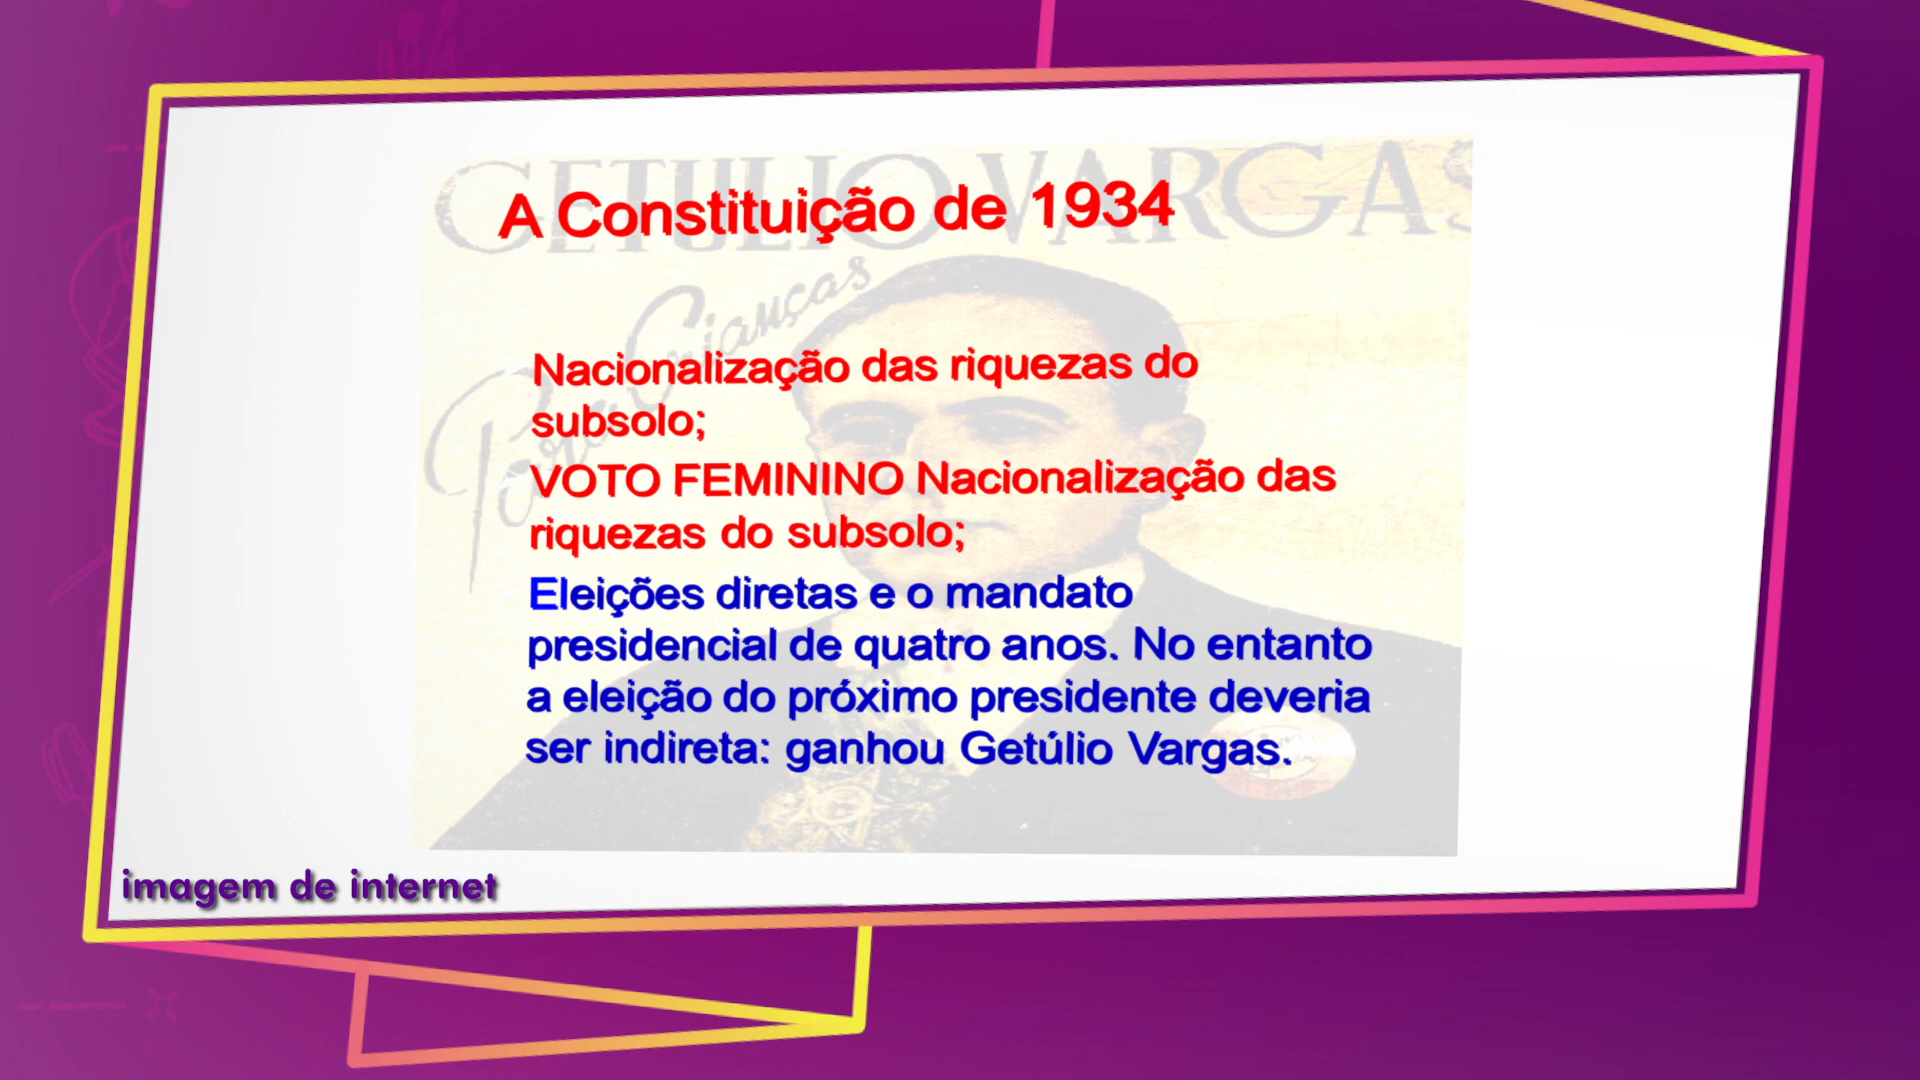 GETULIO VARGAS
A Constituição de 1934
Para Crianças
Nacionalização das riquezas do
subsolo;
VOTO FEMININO Nacionalização das
riquezas do subsolo;
Eleições diretas e o mandato
presidencial de quatro anos. No entanto
a eleição do próximo presidente deveria
ser indireta: ganhou Getúlio Vargas.
imagem de internet